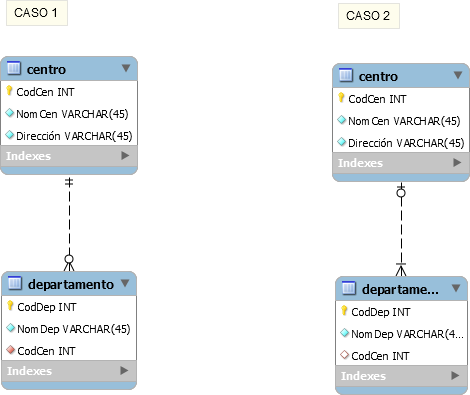 CASO 1
centro
CodCen INT
NomCen VARCHAR(45)
Dirección VARCHAR(45)
Indexes
departamento
CodDep INT
NomDep VARCHAR(45)
CodCen INT
Indexes
CASO 2
centro
CodCen INT
NomCen VARCHAR(45)
Dirección VARCHAR(45)
Indexes
departame...
CodDep INT
NomDep VARCHAR(4...
CodCen INT
Indexes